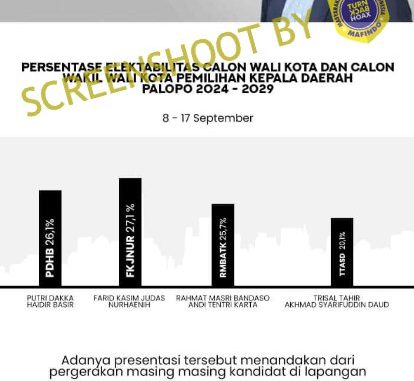 TURN
BACK
HOAX
MAFINDO
SCREENSHOOT BY
PERSENTASE ELEKTABILITAS CALON WALI KOTA DAN CALON
WAKIL WALI KOTA PEMILIHAN KEPALA DAERAH
PALOPO 2024 - 2029
8 - 17 September
PDHB 26,1%
FKJNUR 27,1 %
RMBATK 25,7%
TTASD 20,1%
PUTRI DAKKA
HAIDIR BASIR
FARID KASIM JUDAS
NURHAENIH
RAHMAT MASRI BANDASO
ANDI TENTRI KARTA
TRISAL TAHIR
AKHMAD SYARIFUDDIN DAUD
Adanya presentasi tersebut menandakan dari
pergerakan masing masing kandidat di lapangan